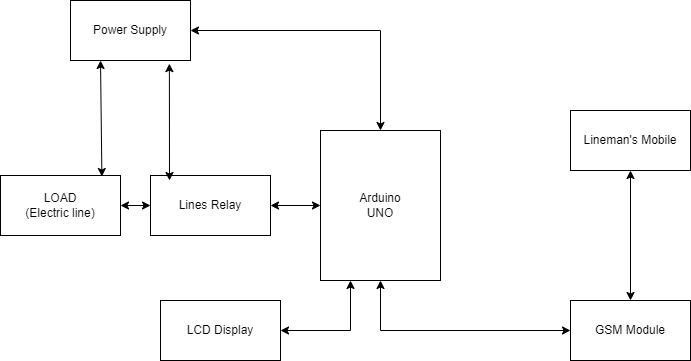 Power Supply
Lineman's Mobile
LOAD
(Electric line)
Lines Relay
Arduino
UNO
LCD Display
GSM Module